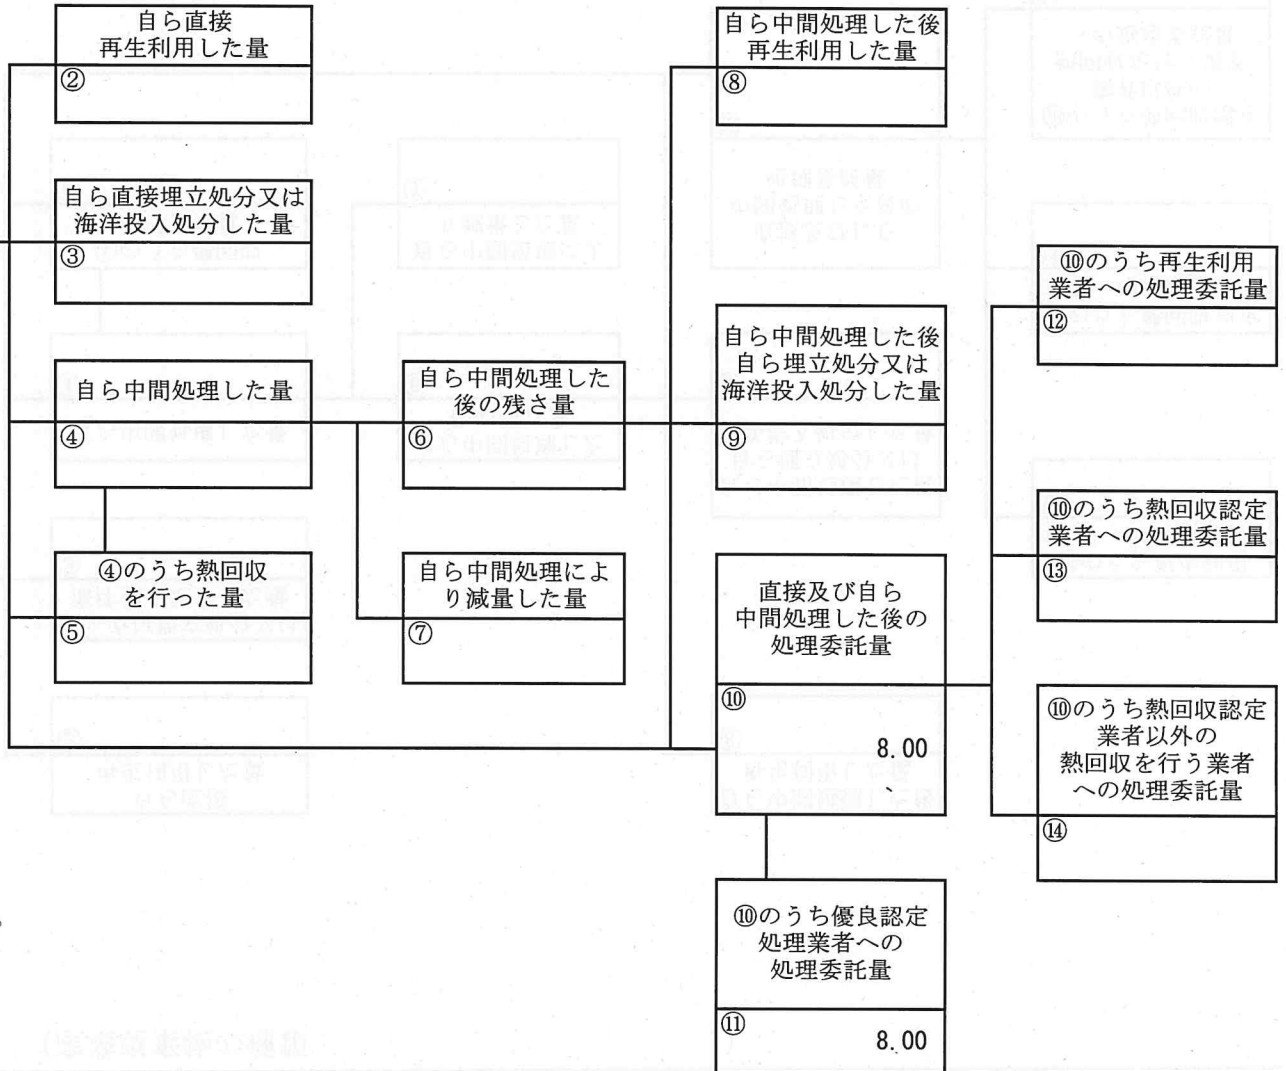 自ら直接
再生利用した量
②
自ら直接埋立処分又は
海洋投入処分した量
③
自ら中間処理した量
④
④のうち熱回収
を行った量
⑤
自ら中間処理した
後の残さ量
⑥
自ら中間処理によ
り減量した量
⑦
自ら中間処理した後
再生利用した量
⑧
自ら中間処理した後
自ら埋立処分又は
海洋投入処分した量
⑨
直接及び自ら
中間処理した後の
処理委託量
⑩
8.00
⑩のうち優良認定
処理業者への
処理委託量
⑪
8.00
⑩のうち再生利用
業者への処理委託量
⑫
⑩のうち熱回収認定
業者への処理委託量
⑬
⑩のうち熱回収認定
業者以外の
熱回収を行う業者
への処理委託量
⑭